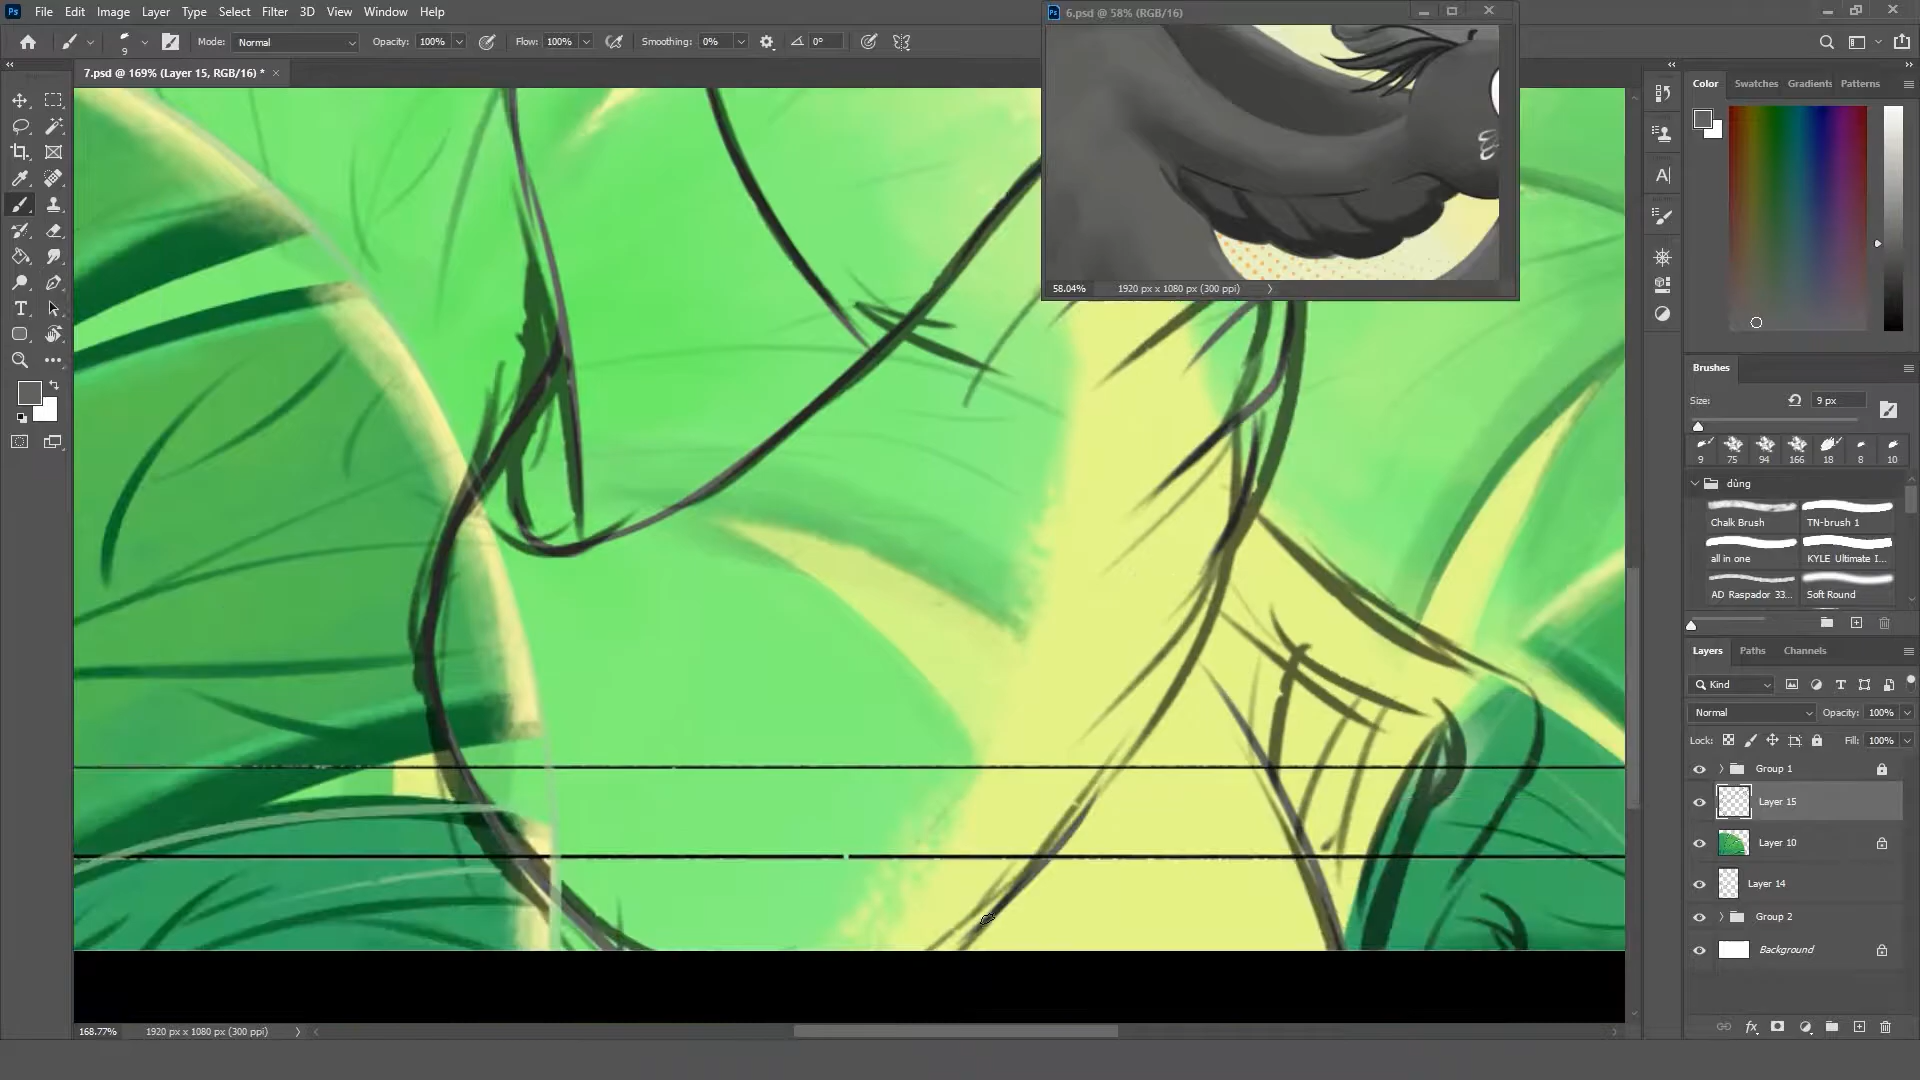 Ps File Edit Image Layer Type Select Filter 3D View Window Help
6.psd @ 58% (RGB/16)
9 Mode: Normal Opacity: 100% Flow: 100% Smoothing: 0% 0°
7.psd @ 169% (Layer 15, RGB/16) * ×
Color Swatches Gradients Patterns
58.04% 1920 px x 1080 px (300 ppi)
Brushes
Size: 9 px
9 75 94 166 18 8 10
dùng
Chalk Brush TN-brush 1
all in one KYLE Ultimate I...
AD Raspador 33... Soft Round
Layers Paths Channels
Kind
Normal Opacity: 100%
Lock: Fill: 100%
Group 1
Layer 15
Layer 10
Layer 14
Group 2
Background
168.77% 1920 px x 1080 px (300 ppi)
fx